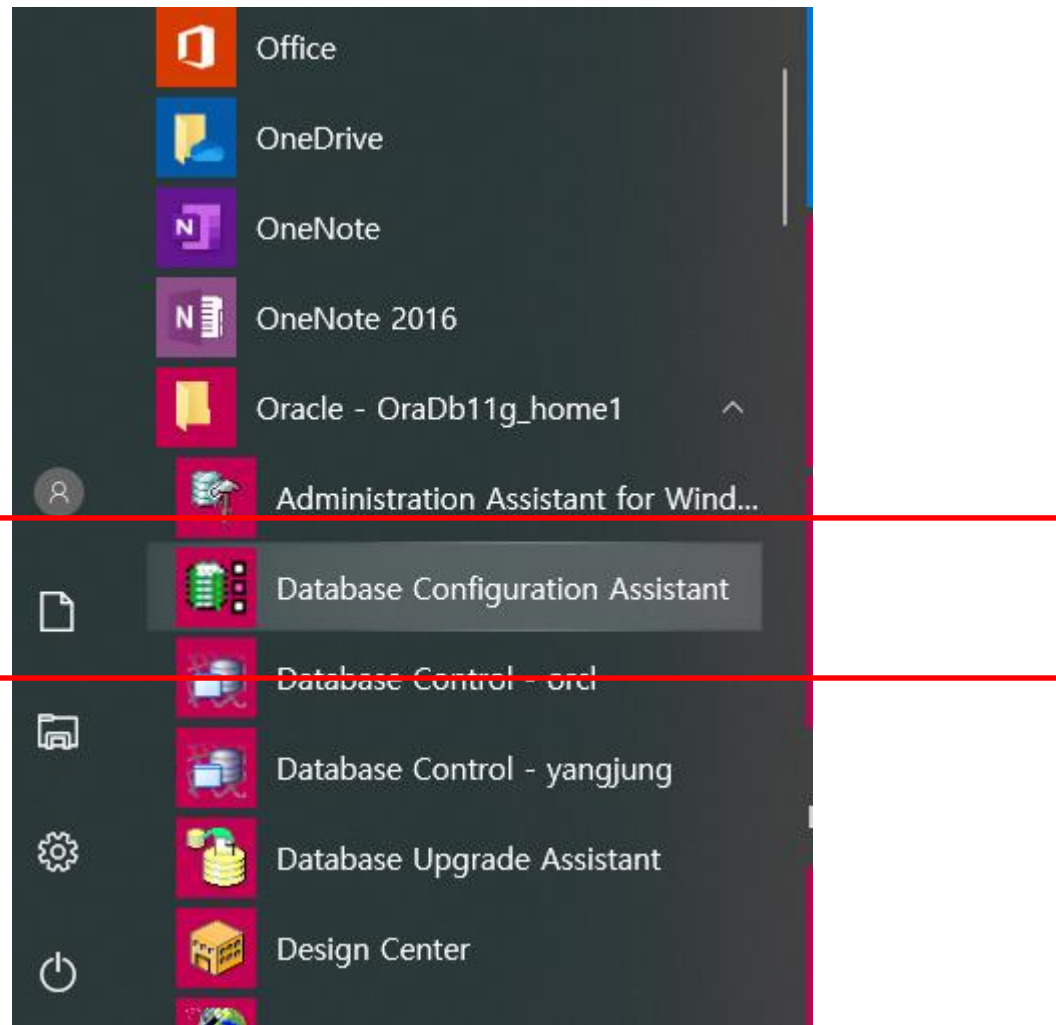 Office
OneDrive
OneNote
OneNote 2016
Oracle - OraDb11g_home1
Administration Assistant for Wind...
Database Configuration Assistant
Database Control - orcl
Database Control - yangjung
Database Upgrade Assistant
Design Center